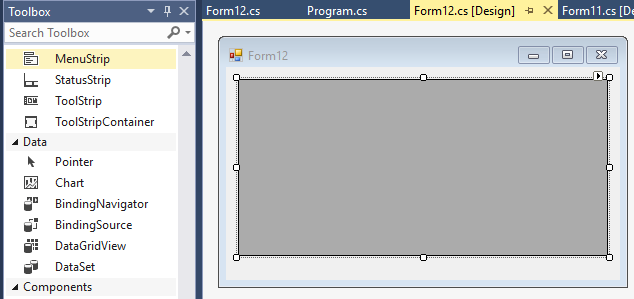 Toolbox
Search Toolbox
MenuStrip
StatusStrip
ToolStrip
ToolStripContainer
Data
Pointer
Chart
BindingNavigator
BindingSource
DataGridView
DataSet
Components
Form12.cs Program.cs Form12.cs [Design] Form11.cs [De
Form12